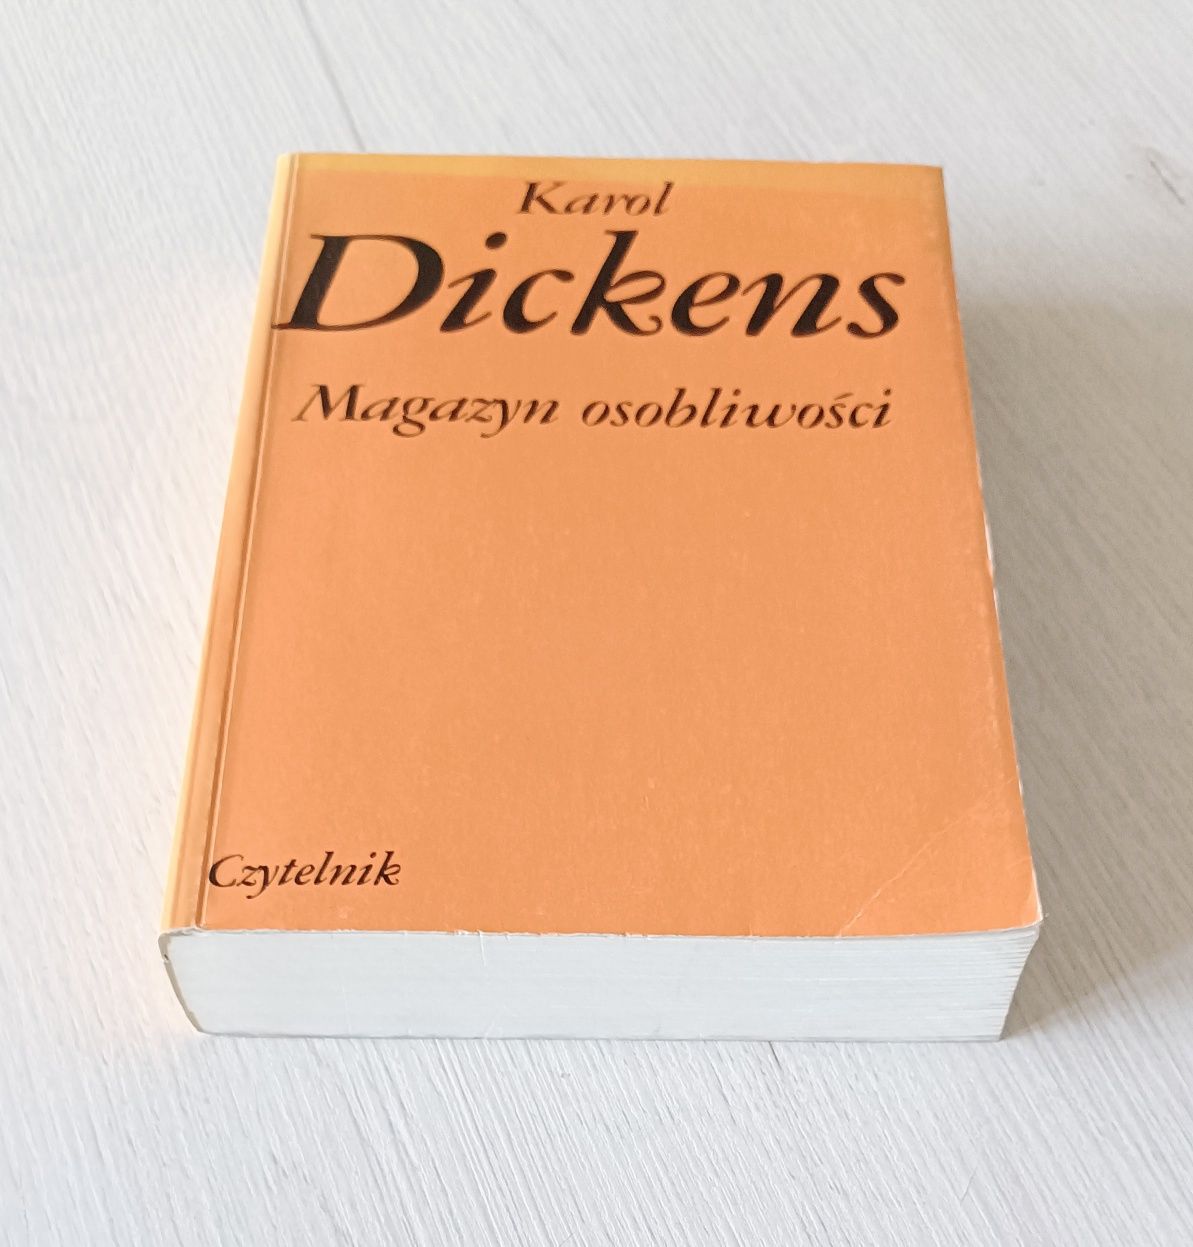 Karol
Dickens
Magazyn osobliwości
Czytelnik